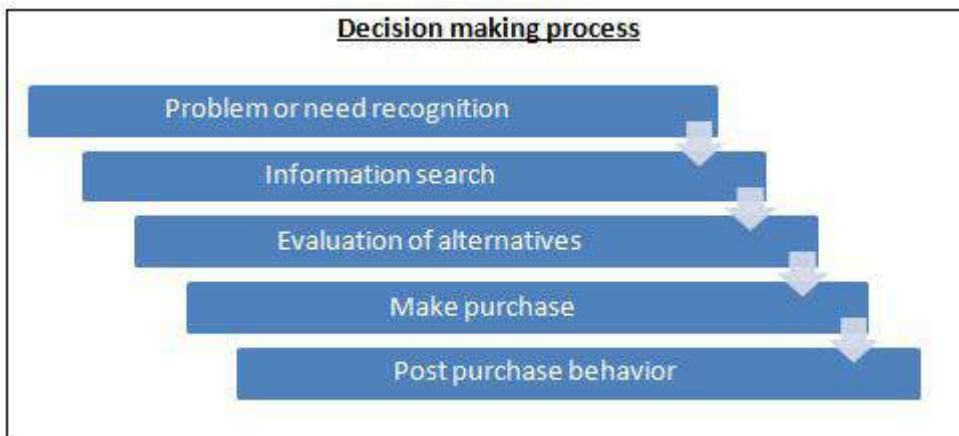 Decision making process
Problem or need recognition
Information search
Evaluation of alternatives
Make purchase
Post purchase behavior